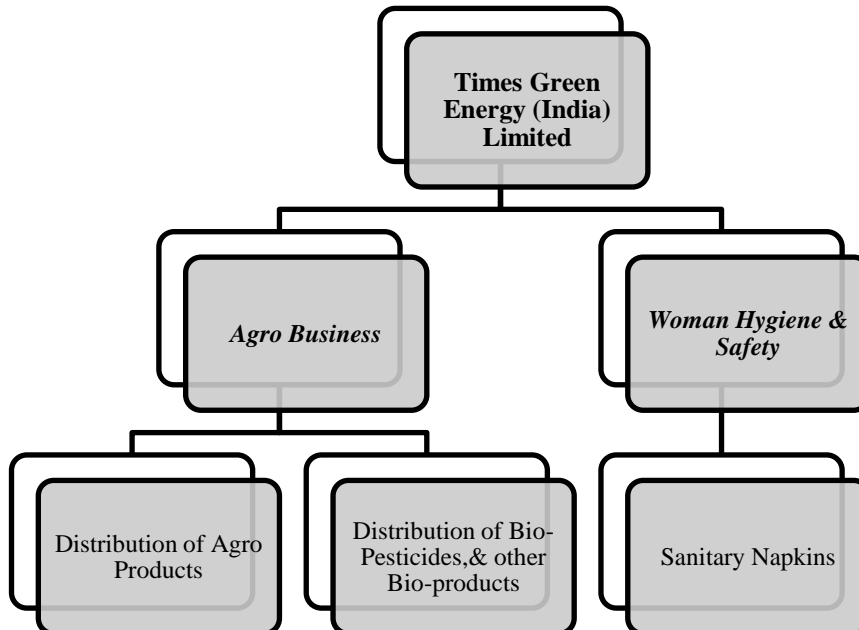 Times Green
Energy (India)
Limited
Agro Business
Woman Hygiene &
Safety
Distribution of Agro
Products
Distribution of Bio-
Pesticides,& other
Bio-products
Sanitary Napkins